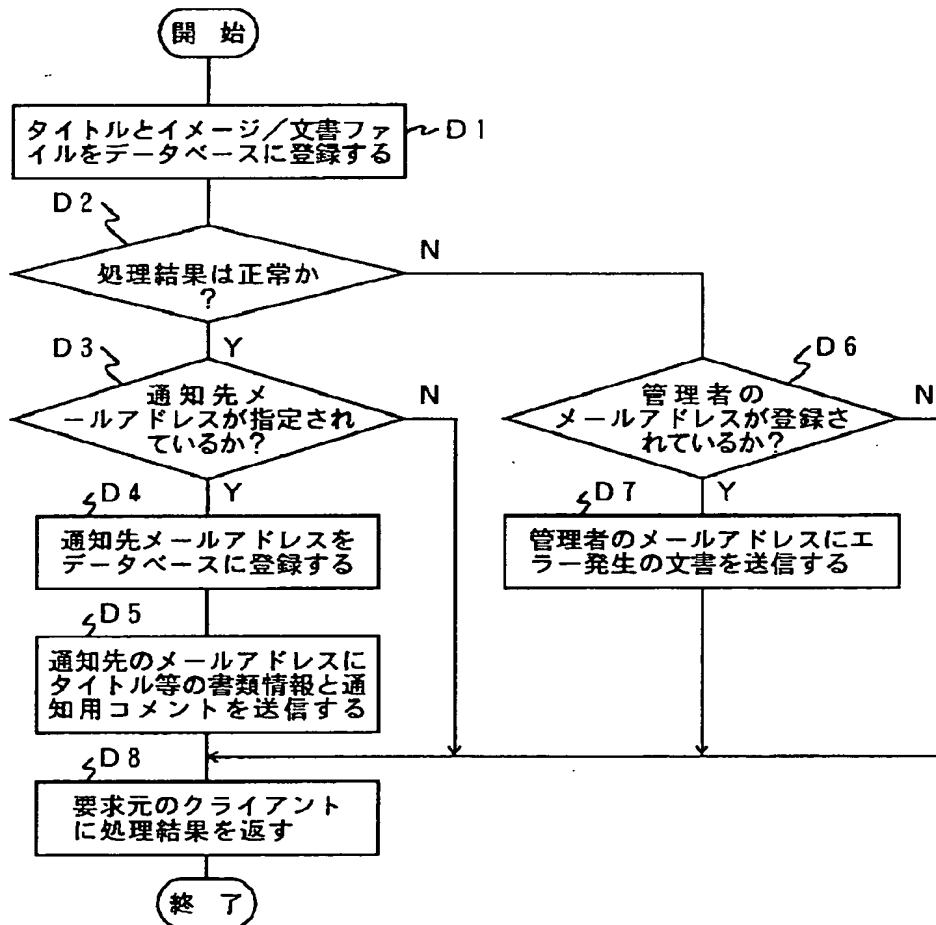 開 始
タイトルとイメージ／文書ファ
イルをデータベースに登録する
D1
D2
処理結果は正常か
?
N
Y
D3
通知先メ
ールアドレスが指定され
ているか?
N
Y
D6
管理者の
メールアドレスが登録さ
れているか?
N
Y
D4
通知先メールアドレスを
データベースに登録する
D7
管理者のメールアドレスにエ
ラー発生の文書を送信する
D5
通知先のメールアドレスに
タイトル等の書類情報と通
知用コメントを送信する
D8
要求元のクライアント
に処理結果を返す
終 了